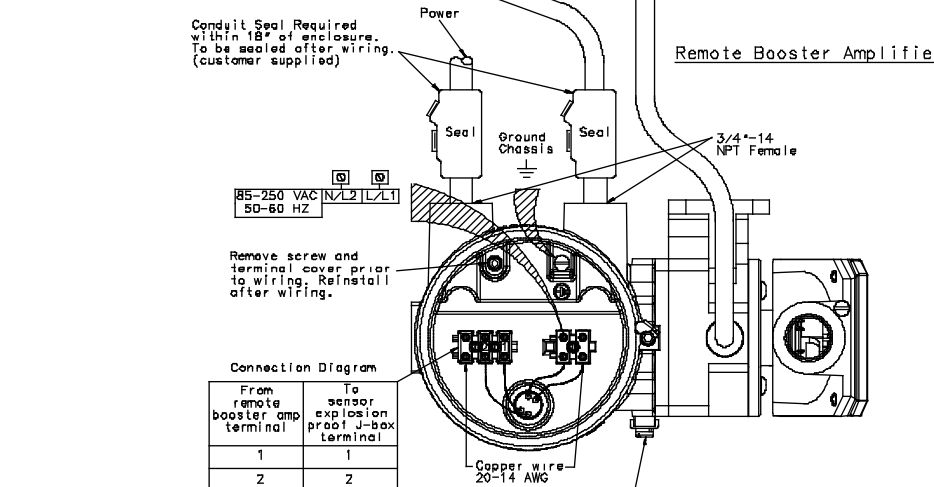 Power
Conduit Seal Required
within 18" of enclosure.
To be sealed after wiring.
(customer supplied)
Remote Booster Amplifie
Seal
Ground
Chassis
Seal
3/4"-14
NPT Female
85-250 VAC
50-60 HZ
N/L2
L/L1
Remove screw and
terminal cover prior
to wiring. Reinstall
after wiring.
Connection Diagram
From
remote
booster amp
terminal
To
sensor
explosion
proof J-box
terminal
1
1
2
2
Copper wire
20-14 AWG